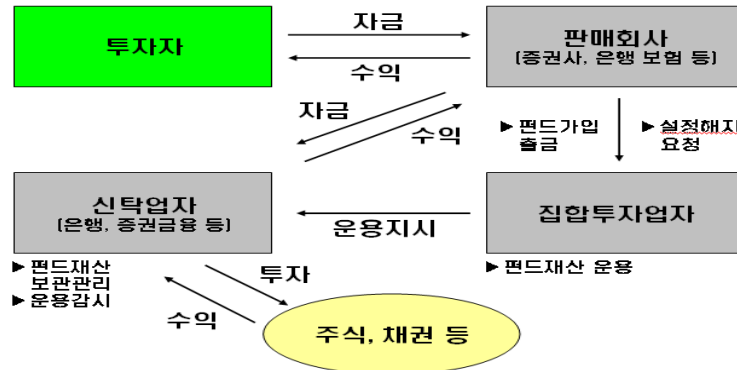 투자자
자금
수익
판매회사
(증권사, 은행 보험 등)
자금
수익
▶ 펀드가입
출금
▶ 설정해지
요청
신탁업자
(은행, 증권금융 등)
운용지시
집합투자업자
▶ 펀드재산
보관관리
▶ 운용감시
▶ 펀드재산 운용
투자
수익
주식, 채권 등